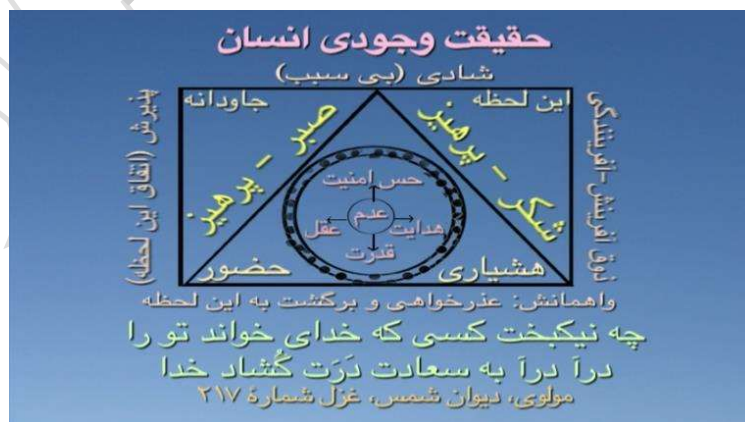 حقیقت وجودی انسان
شادی (بی سبب)
این لحظه
جاودانه
ذوق آفرینش-آفرینندگی
پذیرش (اتفاق این لحظه)
شکر - پرهیز
صبر - پرهیز
حس امنیت
هدایت
عدم
عقل
قدرت
هشیاری
حضور
واهمانش: عذرخواهی و برگشت به این لحظه
چه نیکبخت کسی که خدای خواند تو را
درآ درآ به سعادت دَرَت گُشاد خدا
مولوی، دیوان شمس، غزل شمارهٔ ۲۱۷